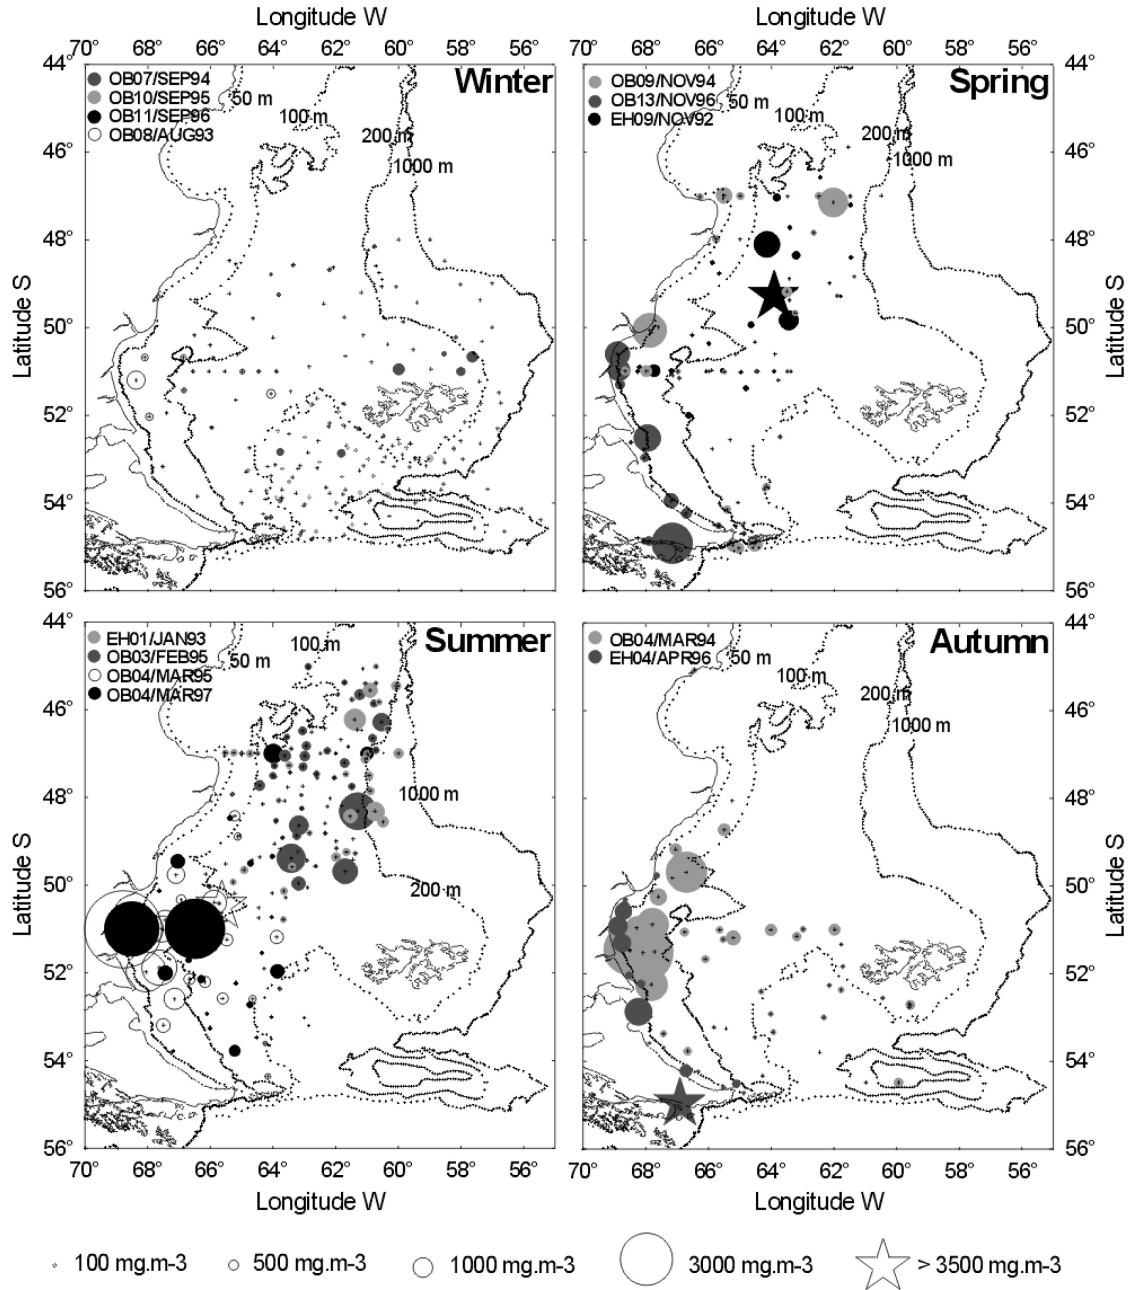 Longitude W
70° 68° 66° 64° 62° 60° 58° 56°
70° 68° 66° 64° 62° 60° 58° 56°
Winter
OB07/SEP94
OB10/SEP95
OB11/SEP96
OB08/AUG93
50 m
100 m
200 m
1000 m
44°
46°
48°
50°
52°
54°
56°
Latitude S
Longitude W
Spring
OB09/NOV94
OB13/NOV96
EH09/NOV92
50 m
100 m
200 m
1000 m
44°
46°
48°
50°
52°
54°
56°
Latitude S
Summer
EH01/JAN93
OB03/FEB95
OB04/MAR95
OB04/MAR97
50 m
100 m
1000 m
200 m
44°
46°
48°
50°
52°
54°
56°
Latitude S
Autumn
OB04/MAR94
EH04/APR96
50 m
100 m
200 m
1000 m
44°
46°
48°
50°
52°
54°
56°
Latitude S
70° 68° 66° 64° 62° 60° 58°
70° 68° 66° 64° 62° 60° 58° 56°
Longitude W
Longitude W
100 mg.m-3
500 mg.m-3
1000 mg.m-3
3000 mg.m-3
> 3500 mg.m-3